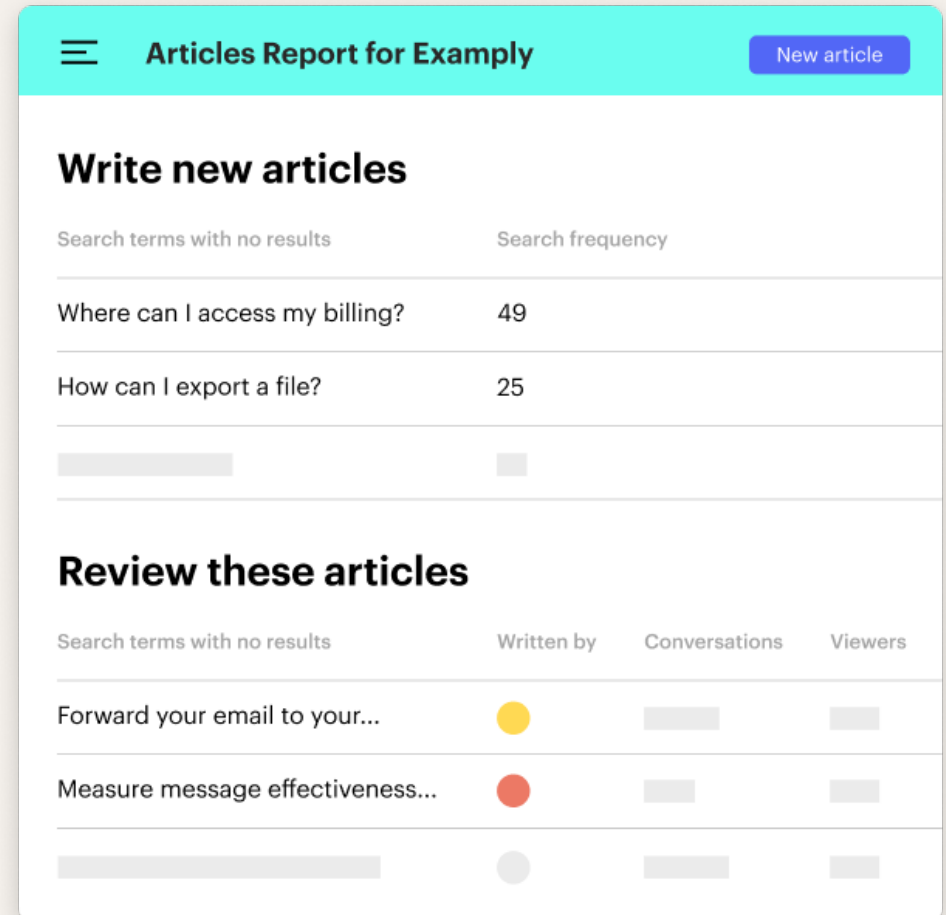 Articles Report for Examply
New article
Write new articles
Search terms with no results Search frequency
Where can I access my billing? 49
How can I export a file? 25
Review these articles
Search terms with no results Written by Conversations Viewers
Forward your email to your...
Measure message effectiveness...